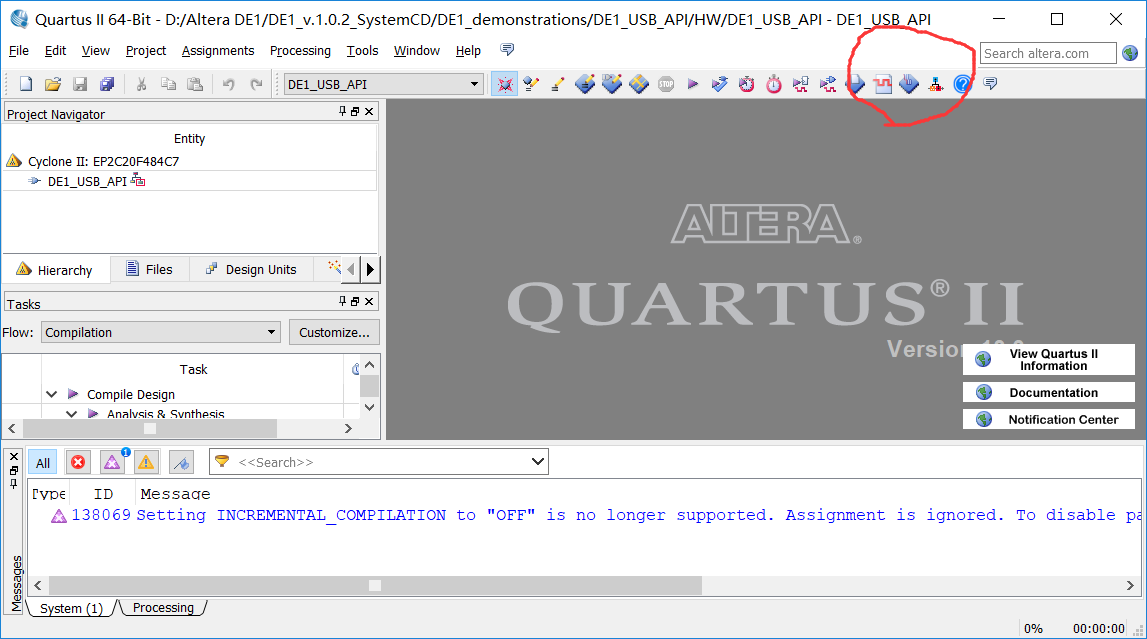 Quartus II 64-Bit - D:/Altera DE1/DE1_v.1.0.2_SystemCD/DE1_demonstrations/DE1_USB_API/HW/DE1_USB_API - DE1_USB_API
File Edit View Project Assignments Processing Tools Window Help
Search altera.com
DE1_USB_API
STOP
Project Navigator
Entity
Cyclone II: EP2C20F484C7
DE1_USB_API
Hierarchy Files Design Units
Tasks
Flow: Compilation Customize...
Task
Compile Design
Analysis & Synthesis
ALTERA®
QUARTUS® II
Version
View Quartus II
Information
Documentation
Notification Center
All 1 <<Search>>
Type ID Message
138069 Setting INCREMENTAL_COMPILATION to "OFF" is no longer supported. Assignment is ignored. To disable pa
Messages
System (1) Processing
0% 00:00:00